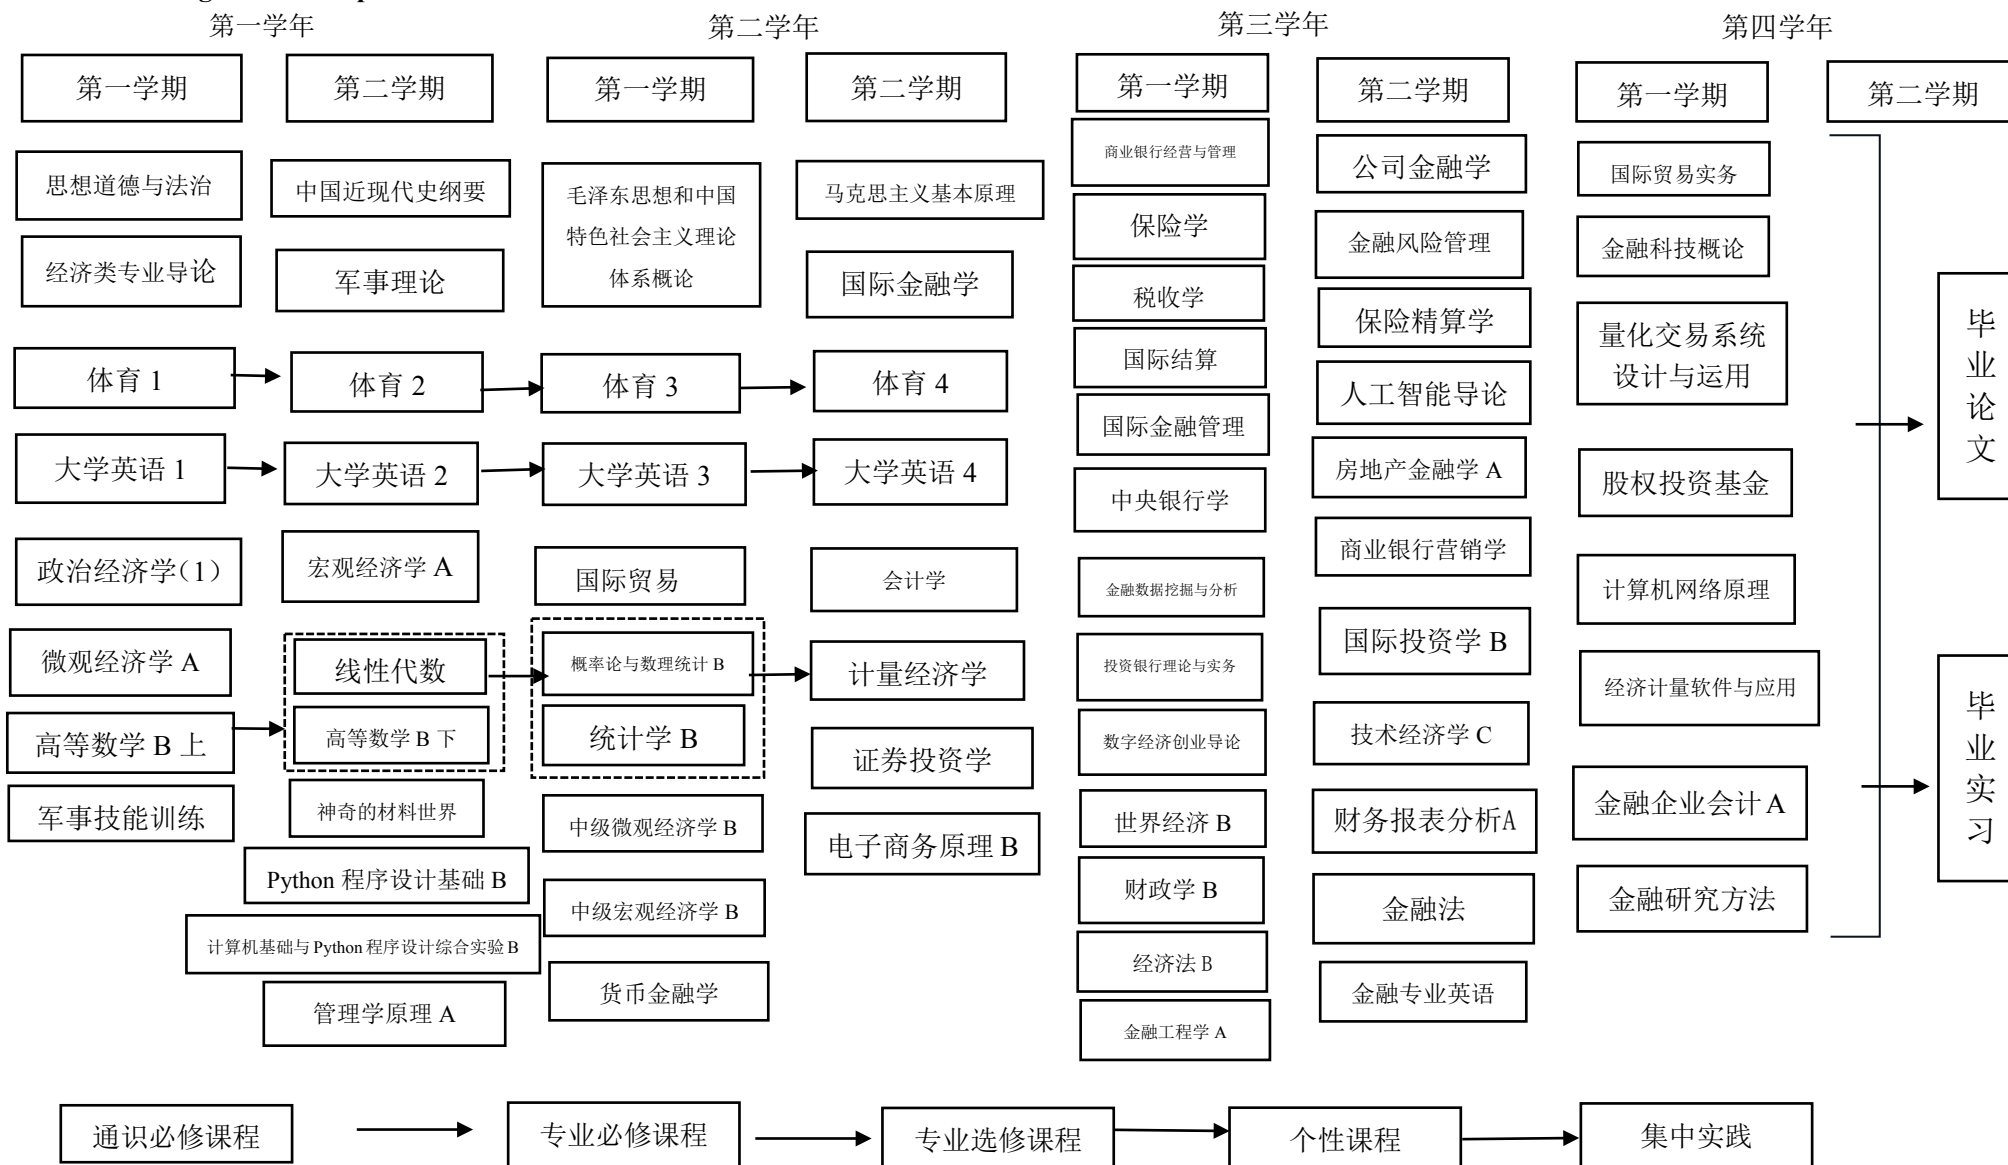 第一学年
第二学年
第三学年
第四学年
第一学期
第二学期
第一学期
第二学期
第一学期
第二学期
第一学期
第二学期
思想道德与法治
经济类专业导论
体育 1
大学英语 1
政治经济学（1）
微观经济学 A
高等数学 B 上
军事技能训练
中国近现代史纲要
军事理论
体育 2
大学英语 2
宏观经济学 A
线性代数
高等数学 B 下
神奇的材料世界
Python 程序设计基础 B
计算机基础与 Python 程序设计综合实验 B
管理学原理 A
毛泽东思想和中国
特色社会主义理论
体系概论
体育 3
大学英语 3
国际贸易
概率论与数理统计 B
统计学 B
中级微观经济学 B
中级宏观经济学 B
货币金融学
马克思主义基本原理
国际金融学
体育 4
大学英语 4
会计学
计量经济学
证券投资学
电子商务原理 B
商业银行经营与管理
保险学
税收学
国际结算
国际金融管理
中央银行学
金融数据挖掘与分析
投资银行理论与实务
数字经济创业导论
世界经济 B
财政学 B
经济法 B
金融工程学 A
公司金融学
金融风险管理
保险精算学
人工智能导论
房地产金融学 A
商业银行营销学
国际投资学 B
技术经济学 C
财务报表分析A
金融法
金融专业英语
国际贸易实务
金融科技概论
量化交易系统
设计与运用
股权投资基金
计算机网络原理
经济计量软件与应用
金融企业会计 A
金融研究方法
毕
业
论
文
毕
业
实
习
通识必修课程
专业必修课程
专业选修课程
个性课程
集中实践